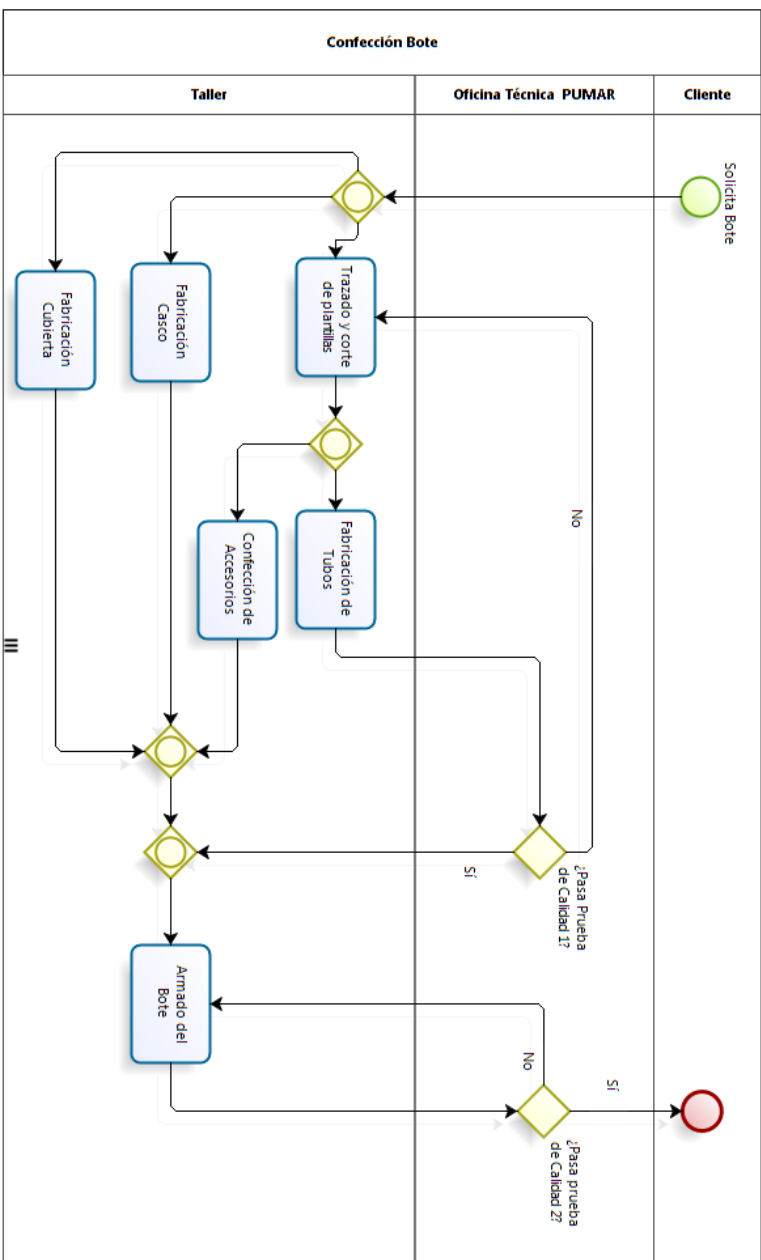 Confección Bote
Taller
Oficina Técnica PUMAR
Cliente
Solicita Bote
Trazado y corte
de plantillas
Fabricación
Casco
Fabricación
Cubierta
No
Fabricación de
Tubos
Confección de
Accesorios
¿Pasa Prueba
de Calidad 1?
Sí
Armado del
Bote
No
Sí
¿Pasa prueba
de Calidad 2?